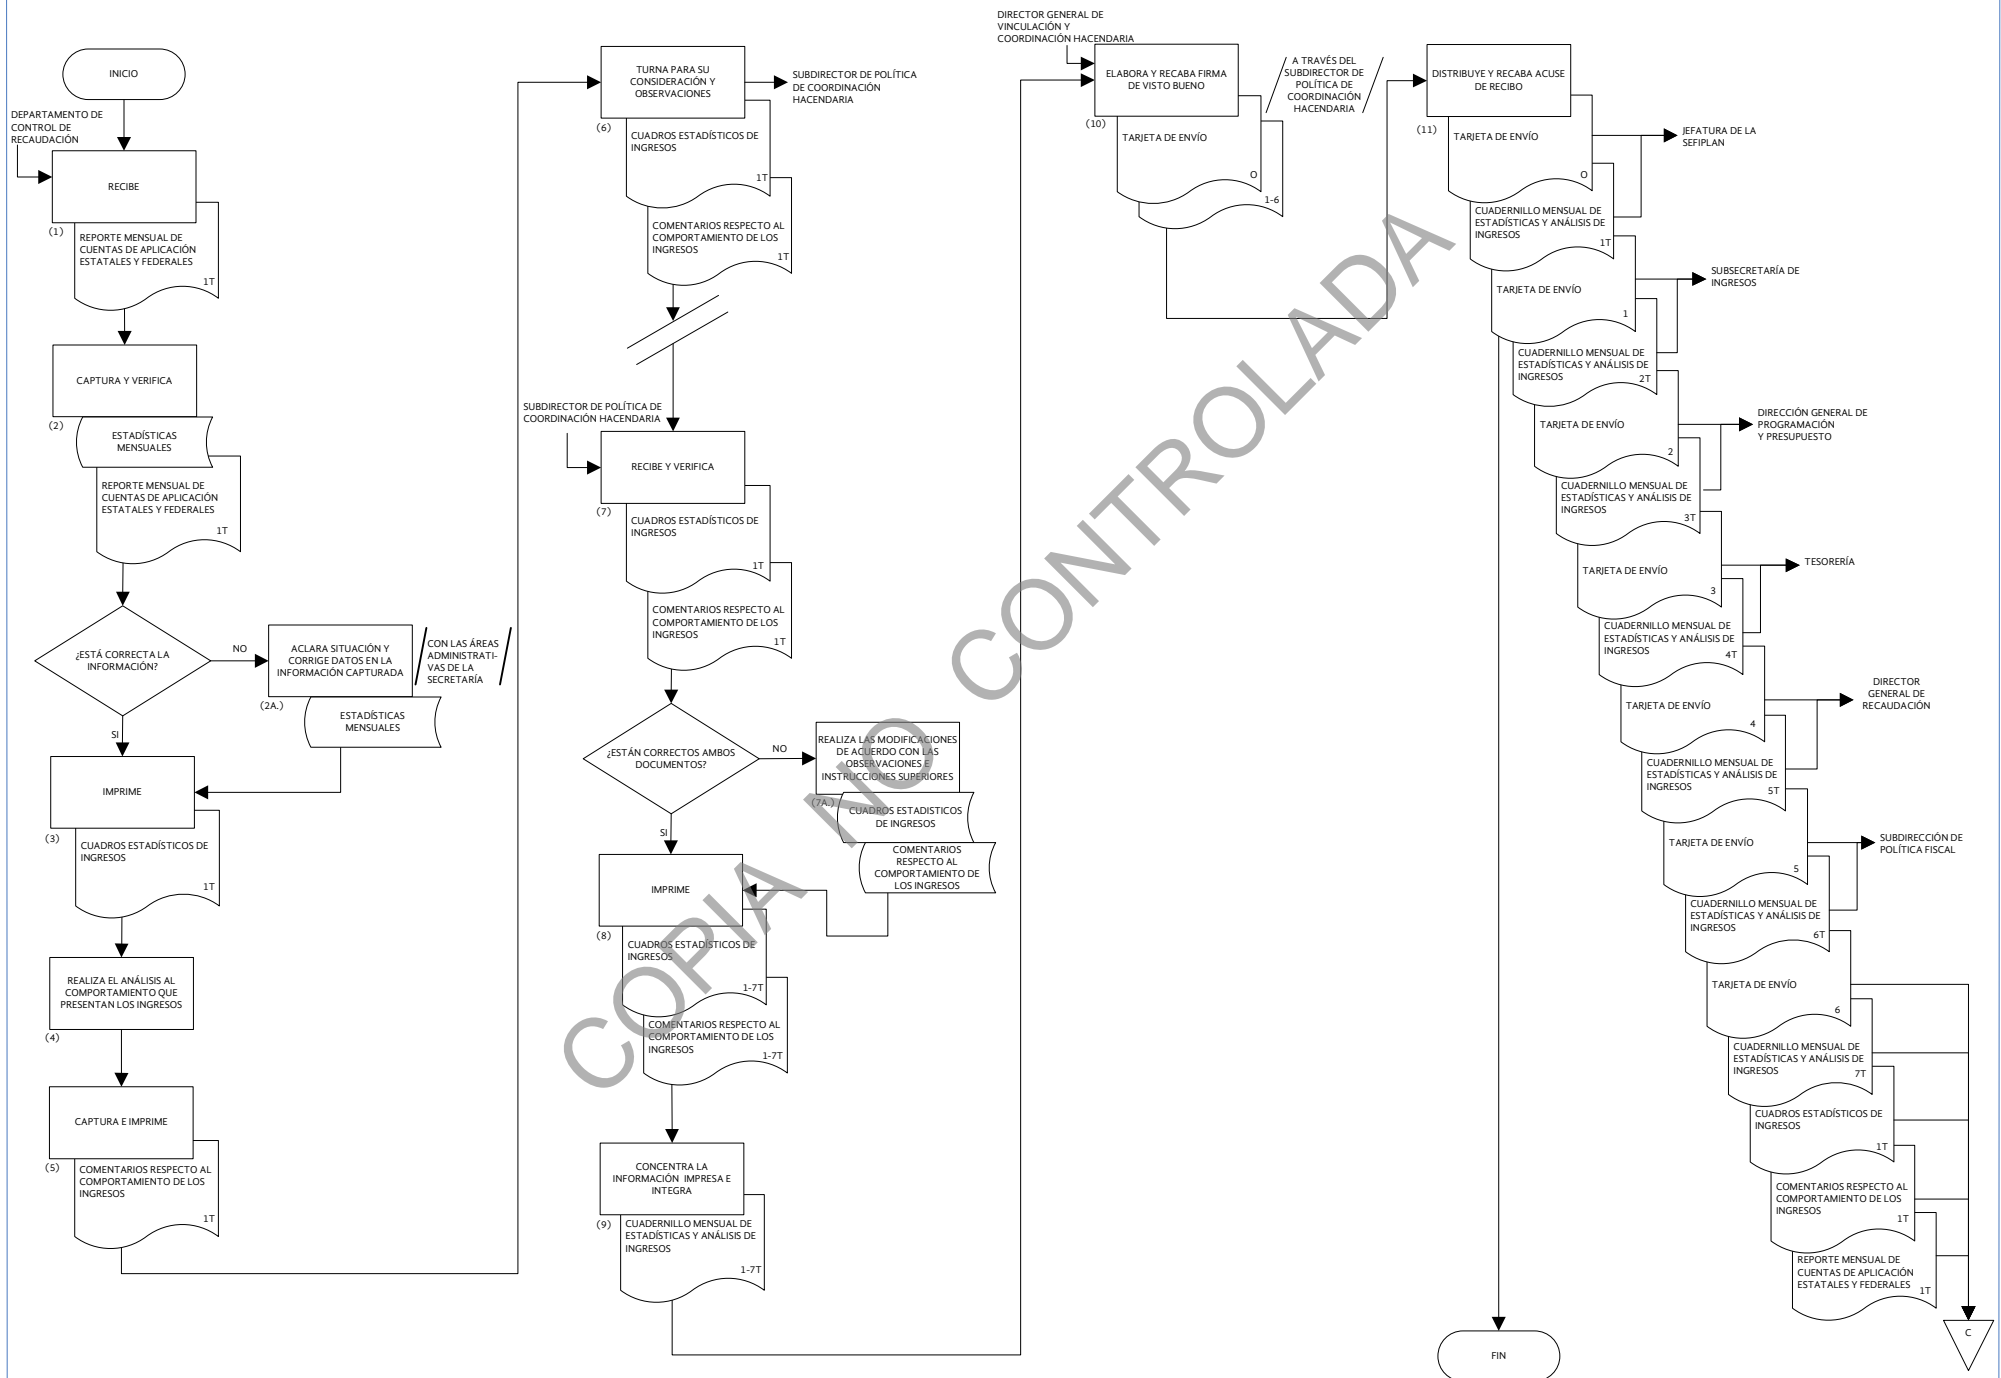 INICIO
DEPARTAMENTO DE
CONTROL DE
RECAUDACIÓN
RECIBE
(1)
REPORTE MENSUAL DE
CUENTAS DE APLICACIÓN
ESTATALES Y FEDERALES
1T
CAPTURA Y VERIFICA
(2)
ESTADÍSTICAS
MENSUALES
REPORTE MENSUAL DE
CUENTAS DE APLICACIÓN
ESTATALES Y FEDERALES
1T
¿ESTÁ CORRECTA LA
INFORMACIÓN?
NO
ACLARA SITUACIÓN Y
CORRIGE DATOS EN LA
INFORMACIÓN CAPTURADA
CON LAS ÁREAS
ADMINISTRATI-
VAS DE LA
SECRETARÍA
(2A.)
ESTADÍSTICAS
MENSUALES
SI
IMPRIME
(3)
CUADROS ESTADÍSTICOS DE
INGRESOS
1T
REALIZA EL ANÁLISIS AL
COMPORTAMIENTO QUE
PRESENTAN LOS INGRESOS
(4)
CAPTURA E IMPRIME
(5)
COMENTARIOS RESPECTO AL
COMPORTAMIENTO DE LOS
INGRESOS
1T
TURNA PARA SU
CONSIDERACIÓN Y
OBSERVACIONES
SUBDIRECTOR DE POLÍTICA
DE COORDINACIÓN
HACENDARIA
(6)
CUADROS ESTADÍSTICOS DE
INGRESOS
1T
COMENTARIOS RESPECTO AL
COMPORTAMIENTO DE LOS
INGRESOS
1T
SUBDIRECTOR DE POLÍTICA DE
COORDINACIÓN HACENDARIA
RECIBE Y VERIFICA
(7)
CUADROS ESTADÍSTICOS DE
INGRESOS
1T
COMENTARIOS RESPECTO AL
COMPORTAMIENTO DE LOS
INGRESOS
1T
¿ESTÁN CORRECTOS AMBOS
DOCUMENTOS?
NO
REALIZA LAS MODIFICACIONES
DE ACUERDO CON LAS
OBSERVACIONES E
INSTRUCCIONES SUPERIORES
(7A.)
CUADROS ESTADISTICOS
DE INGRESOS
COMENTARIOS
RESPECTO AL
COMPORTAMIENTO DE
LOS INGRESOS
SI
IMPRIME
(8)
CUADROS ESTADÍSTICOS DE
INGRESOS
1-7T
COMENTARIOS RESPECTO AL
COMPORTAMIENTO DE LOS
INGRESOS
1-7T
CONCENTRA LA
INFORMACIÓN IMPRESA E
INTEGRA
(9)
CUADERNILLO MENSUAL DE
ESTADÍSTICAS Y ANÁLISIS DE
INGRESOS
1-7T
DIRECTOR GENERAL DE
VINCULACIÓN Y
COORDINACIÓN HACENDARIA
ELABORA Y RECABA FIRMA
DE VISTO BUENO
A TRAVÉS DEL
SUBDIRECTOR DE
POLÍTICA DE
COORDINACIÓN
HACENDARIA
(10)
TARJETA DE ENVÍO
O
1-6
DISTRIBUYE Y RECABA ACUSE
DE RECIBO
(11)
TARJETA DE ENVÍO
O
JEFATURA DE LA
SEFIPLAN
CUADERNILLO MENSUAL DE
ESTADÍSTICAS Y ANÁLISIS DE
INGRESOS
1T
TARJETA DE ENVÍO
1
SUBSECRETARÍA DE
INGRESOS
CUADERNILLO MENSUAL DE
ESTADÍSTICAS Y ANÁLISIS DE
INGRESOS
2T
TARJETA DE ENVÍO
2
DIRECCIÓN GENERAL DE
PROGRAMACIÓN
Y PRESUPUESTO
CUADERNILLO MENSUAL DE
ESTADÍSTICAS Y ANÁLISIS DE
INGRESOS
3T
TARJETA DE ENVÍO
3
TESORERÍA
CUADERNILLO MENSUAL DE
ESTADÍSTICAS Y ANÁLISIS DE
INGRESOS
4T
TARJETA DE ENVÍO
4
DIRECTOR
GENERAL DE
RECAUDACIÓN
CUADERNILLO MENSUAL DE
ESTADÍSTICAS Y ANÁLISIS DE
INGRESOS
5T
TARJETA DE ENVÍO
5
SUBDIRECCIÓN DE
POLÍTICA FISCAL
CUADERNILLO MENSUAL DE
ESTADÍSTICAS Y ANÁLISIS DE
INGRESOS
6T
TARJETA DE ENVÍO
6
CUADERNILLO MENSUAL DE
ESTADÍSTICAS Y ANÁLISIS DE
INGRESOS
7T
CUADROS ESTADÍSTICOS DE
INGRESOS
1T
COMENTARIOS RESPECTO AL
COMPORTAMIENTO DE LOS
INGRESOS
1T
REPORTE MENSUAL DE
CUENTAS DE APLICACIÓN
ESTATALES Y FEDERALES
1T
C
FIN
COPIA NO CONTROLADA